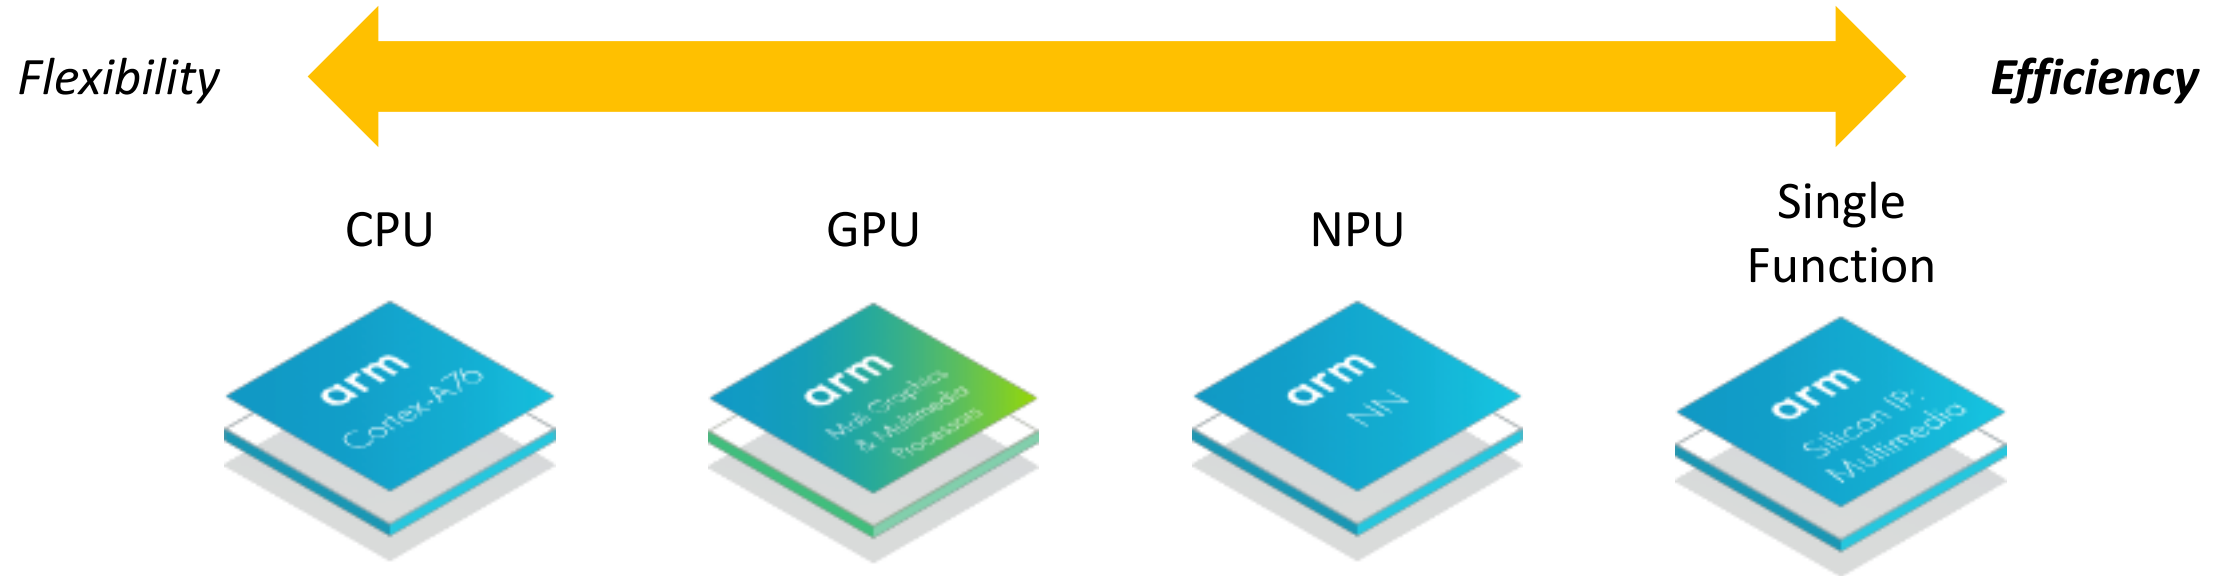 Flexibility
Efficiency
CPU
GPU
NPU
Single
Function
arm
Cortex-A76
arm
Mali Graphics
& Multimedia
Processors
arm
NN
arm
Silicon IP:
Multimedia